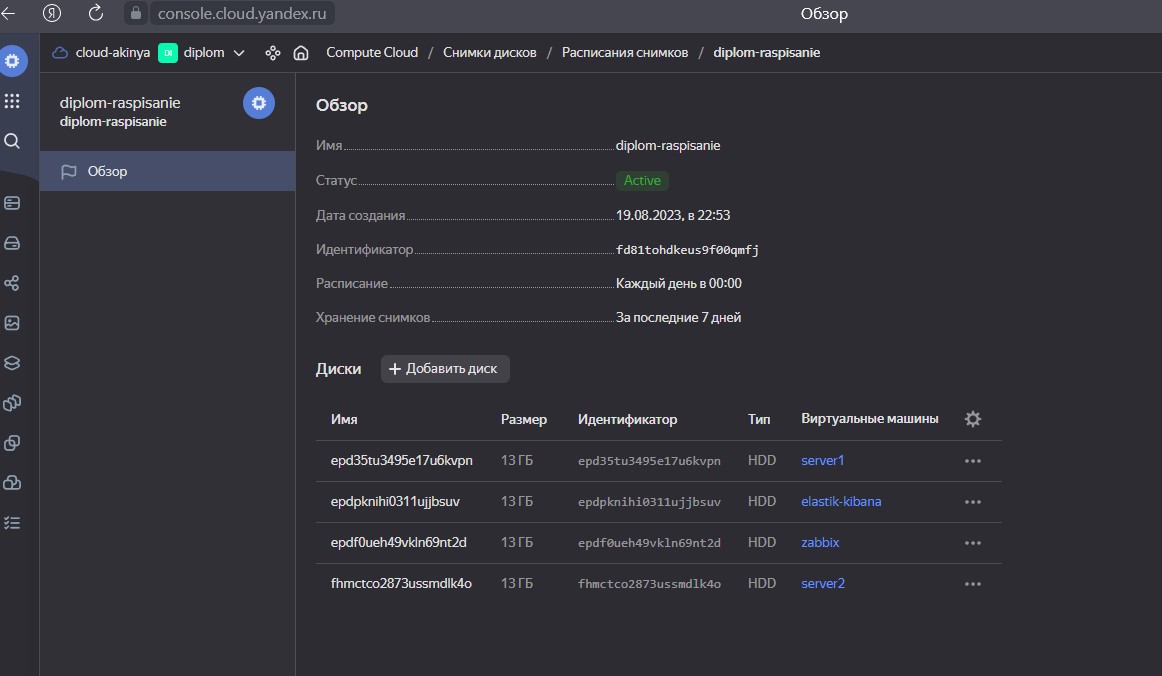 console.cloud.yandex.ru
Обзор
cloud-akinya DI diplom Compute Cloud / Снимки дисков / Расписания снимков / diplom-raspisanie
diplom-raspisanie
diplom-raspisanie
Обзор
Обзор
Имя diplom-raspisanie
Статус Active
Дата создания 19.08.2023, в 22:53
Идентификатор fd81tohdkeus9f00qmfj
Расписание Каждый день в 00:00
Хранение снимков За последние 7 дней
Диски + Добавить диск
Имя Размер Идентификатор Тип Виртуальные машины
epd35tu3495e17u6kvpn 13 ГБ epd35tu3495e17u6kvpn HDD server1
epdpknihi0311ujjbsuv 13 ГБ epdpknihi0311ujjbsuv HDD elastik-kibana
epdf0ueh49vkln69nt2d 13 ГБ epdf0ueh49vkln69nt2d HDD zabbix
fhmctco2873ussmdlk4o 13 ГБ fhmctco2873ussmdlk4o HDD server2